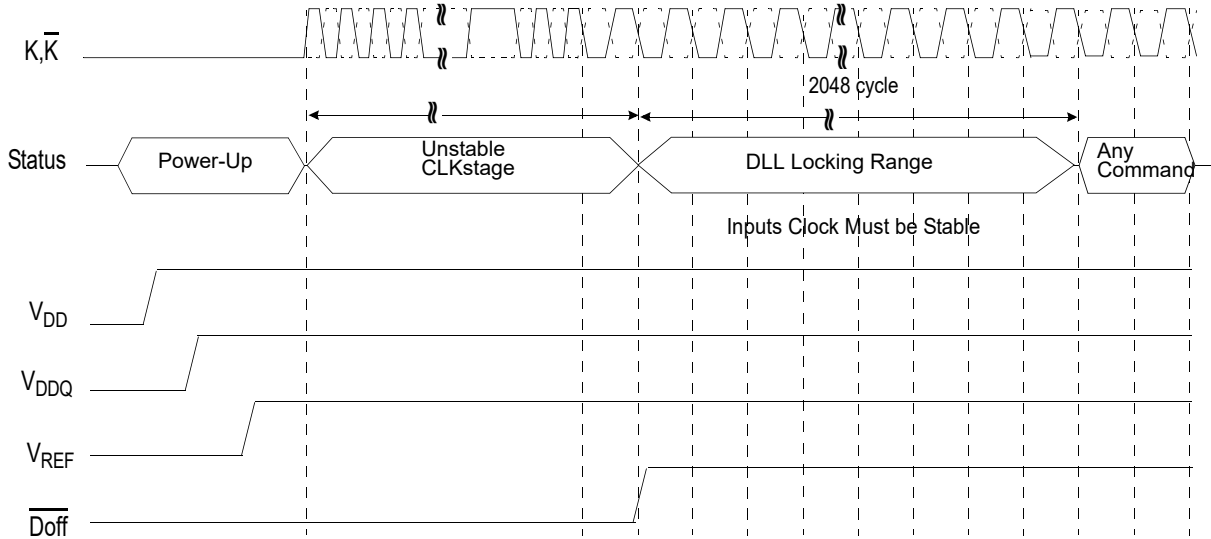 K,K̅
2048 cycle
Status
Power-Up
Unstable
CLKstage
DLL Locking Range
Any
Command
Inputs Clock Must be Stable
VDD
VDDQ
VREF
D̅o̅f̅f̅